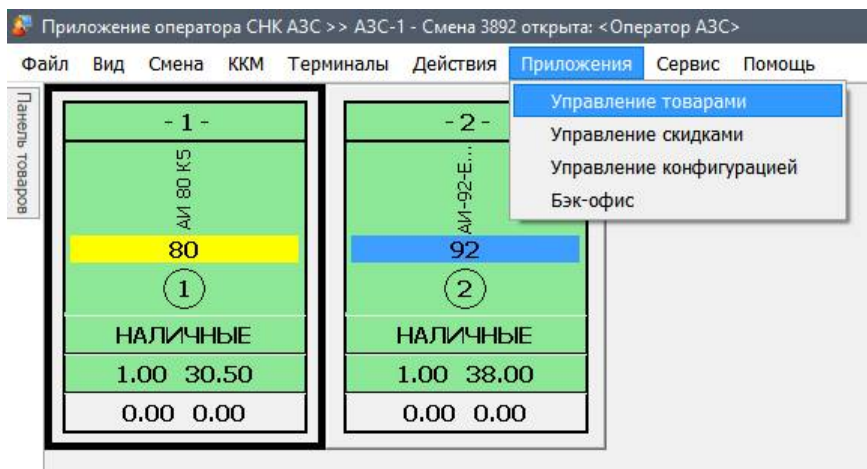 Приложение оператора СНК АЗС >> АЗС-1 - Смена 3892 открыта: <Оператор АЗС>
Файл Вид Смена ККМ Терминалы Действия Приложения Сервис Помощь
Управление товарами
Управление скидками
Управление конфигурацией
Бэк-офис
Панель товаров
- 1 -
АИ 80 К5
80
1
НАЛИЧНЫЕ
1.00 30.50
0.00 0.00
- 2 -
АИ-92-Е...
92
2
НАЛИЧНЫЕ
1.00 38.00
0.00 0.00